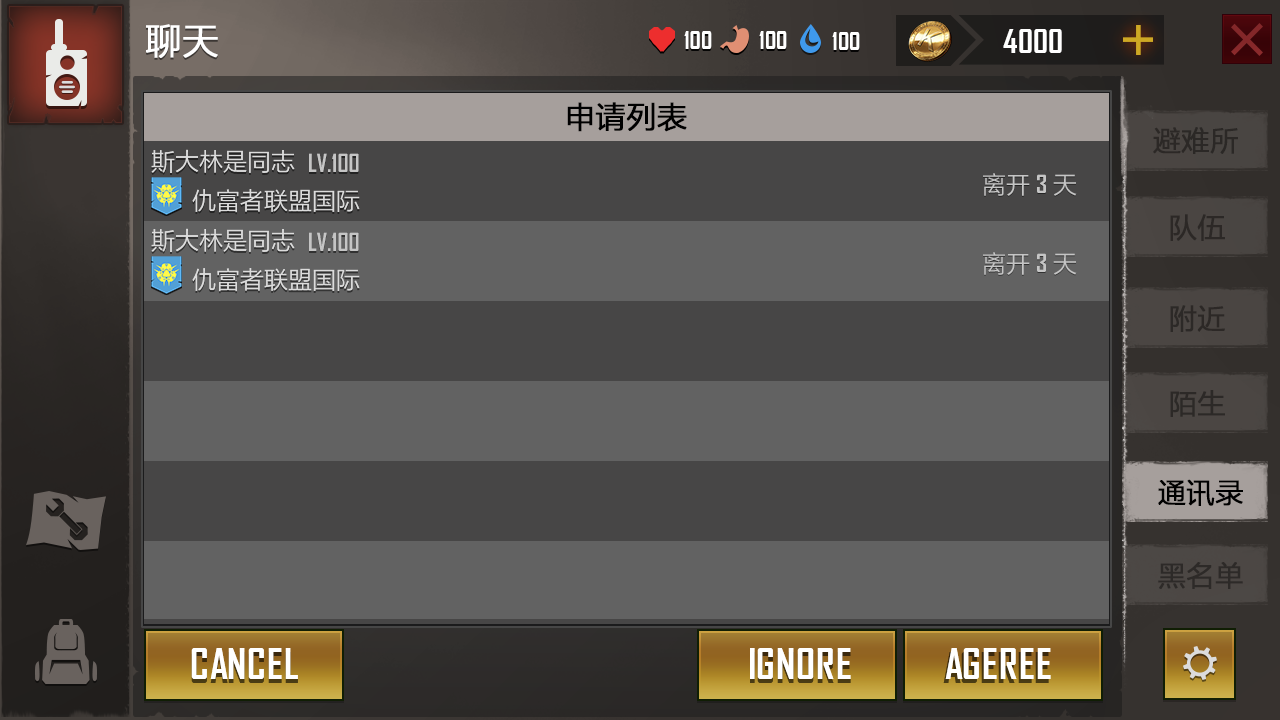 聊天
100
100
100
4000
申请列表
斯大林是同志 LV.100
仇富者联盟国际
离开 3 天
斯大林是同志 LV.100
仇富者联盟国际
离开 3 天
避难所
队伍
附近
陌生
通讯录
黑名单
CANCEL
IGNORE
AGEREE